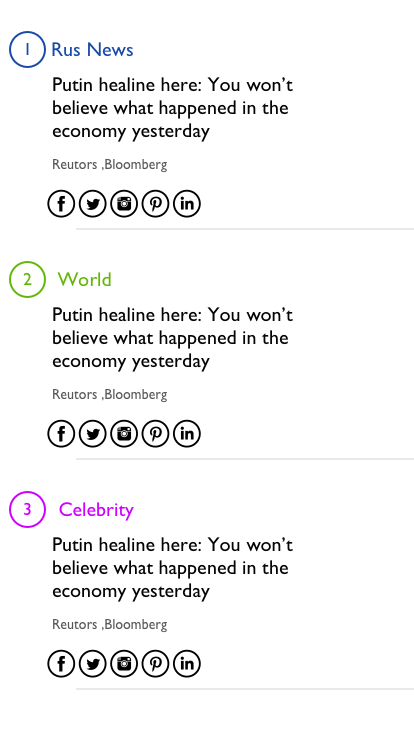 1 Rus News
Putin healine here: You won't
believe what happened in the
economy yesterday
Reutors ,Bloomberg
2 World
Putin healine here: You won't
believe what happened in the
economy yesterday
Reutors ,Bloomberg
3 Celebrity
Putin healine here: You won't
believe what happened in the
economy yesterday
Reutors ,Bloomberg